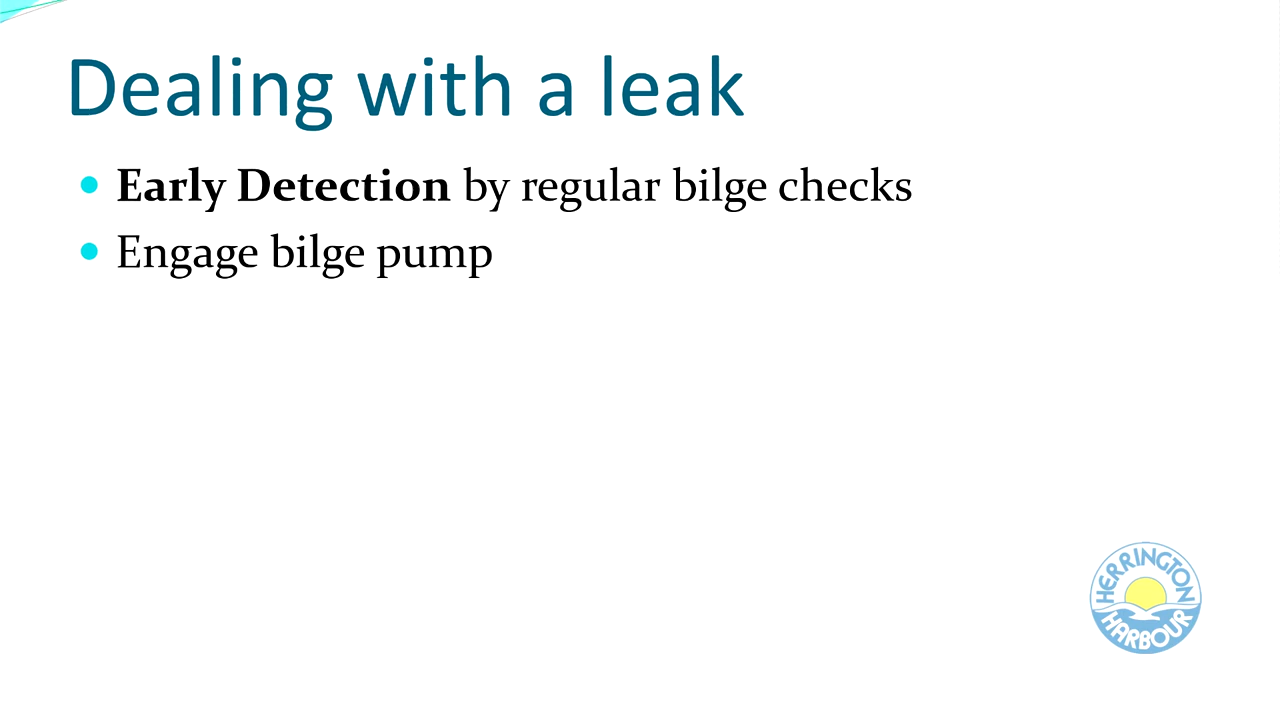 Dealing with a leak
Early Detection by regular bilge checks
Engage bilge pump
HERRINGTON
HARBOUR